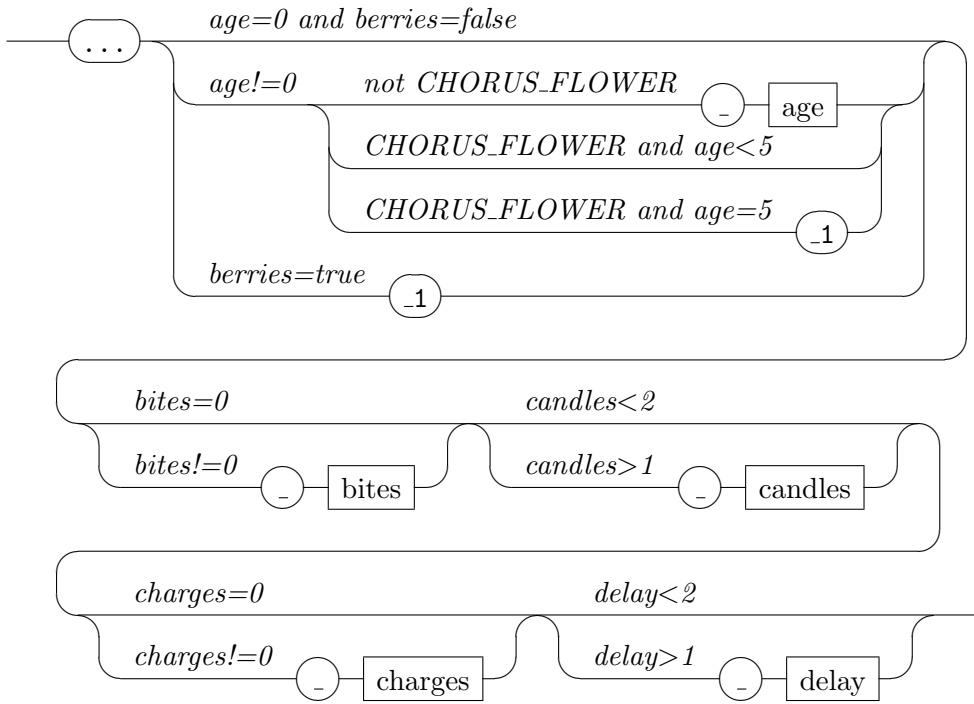 age=0 and berries=false
...
age!=0 not CHORUS_FLOWER _ age
CHORUS_FLOWER and age<5
CHORUS_FLOWER and age=5 _1
berries=true _1
bites=0 candles<2
bites!=0 _ bites candles>1 _ candles
charges=0 delay<2
charges!=0 _ charges delay>1 _ delay